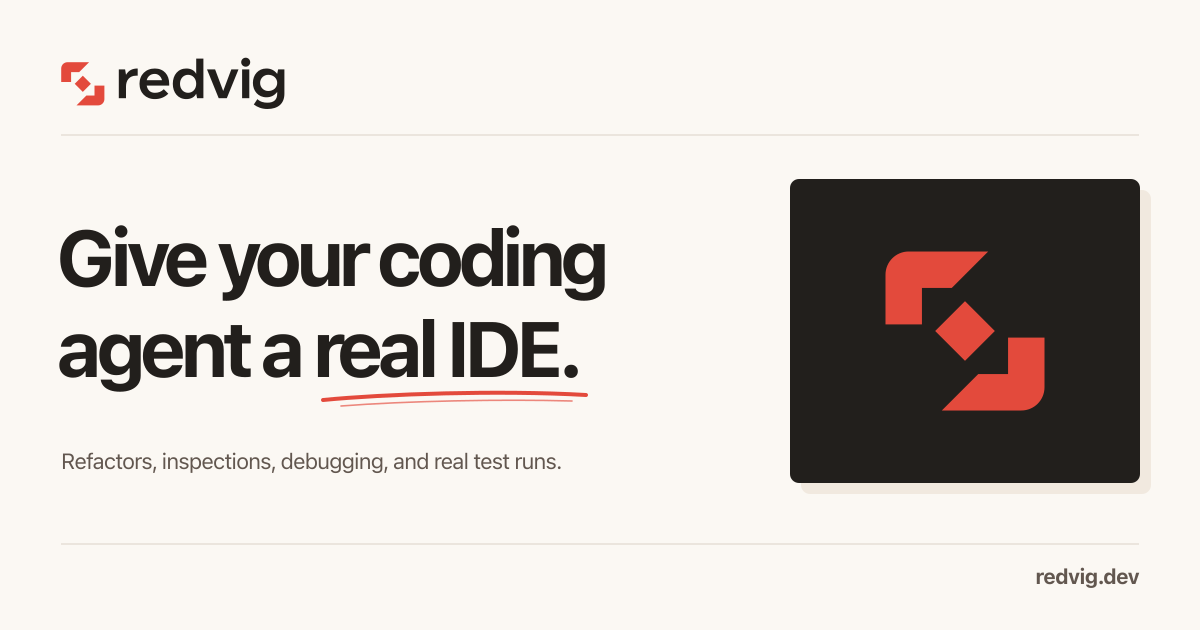 redvig
Give your coding
agent a real IDE.
Refactors, inspections, debugging, and real test runs.
redvig.dev